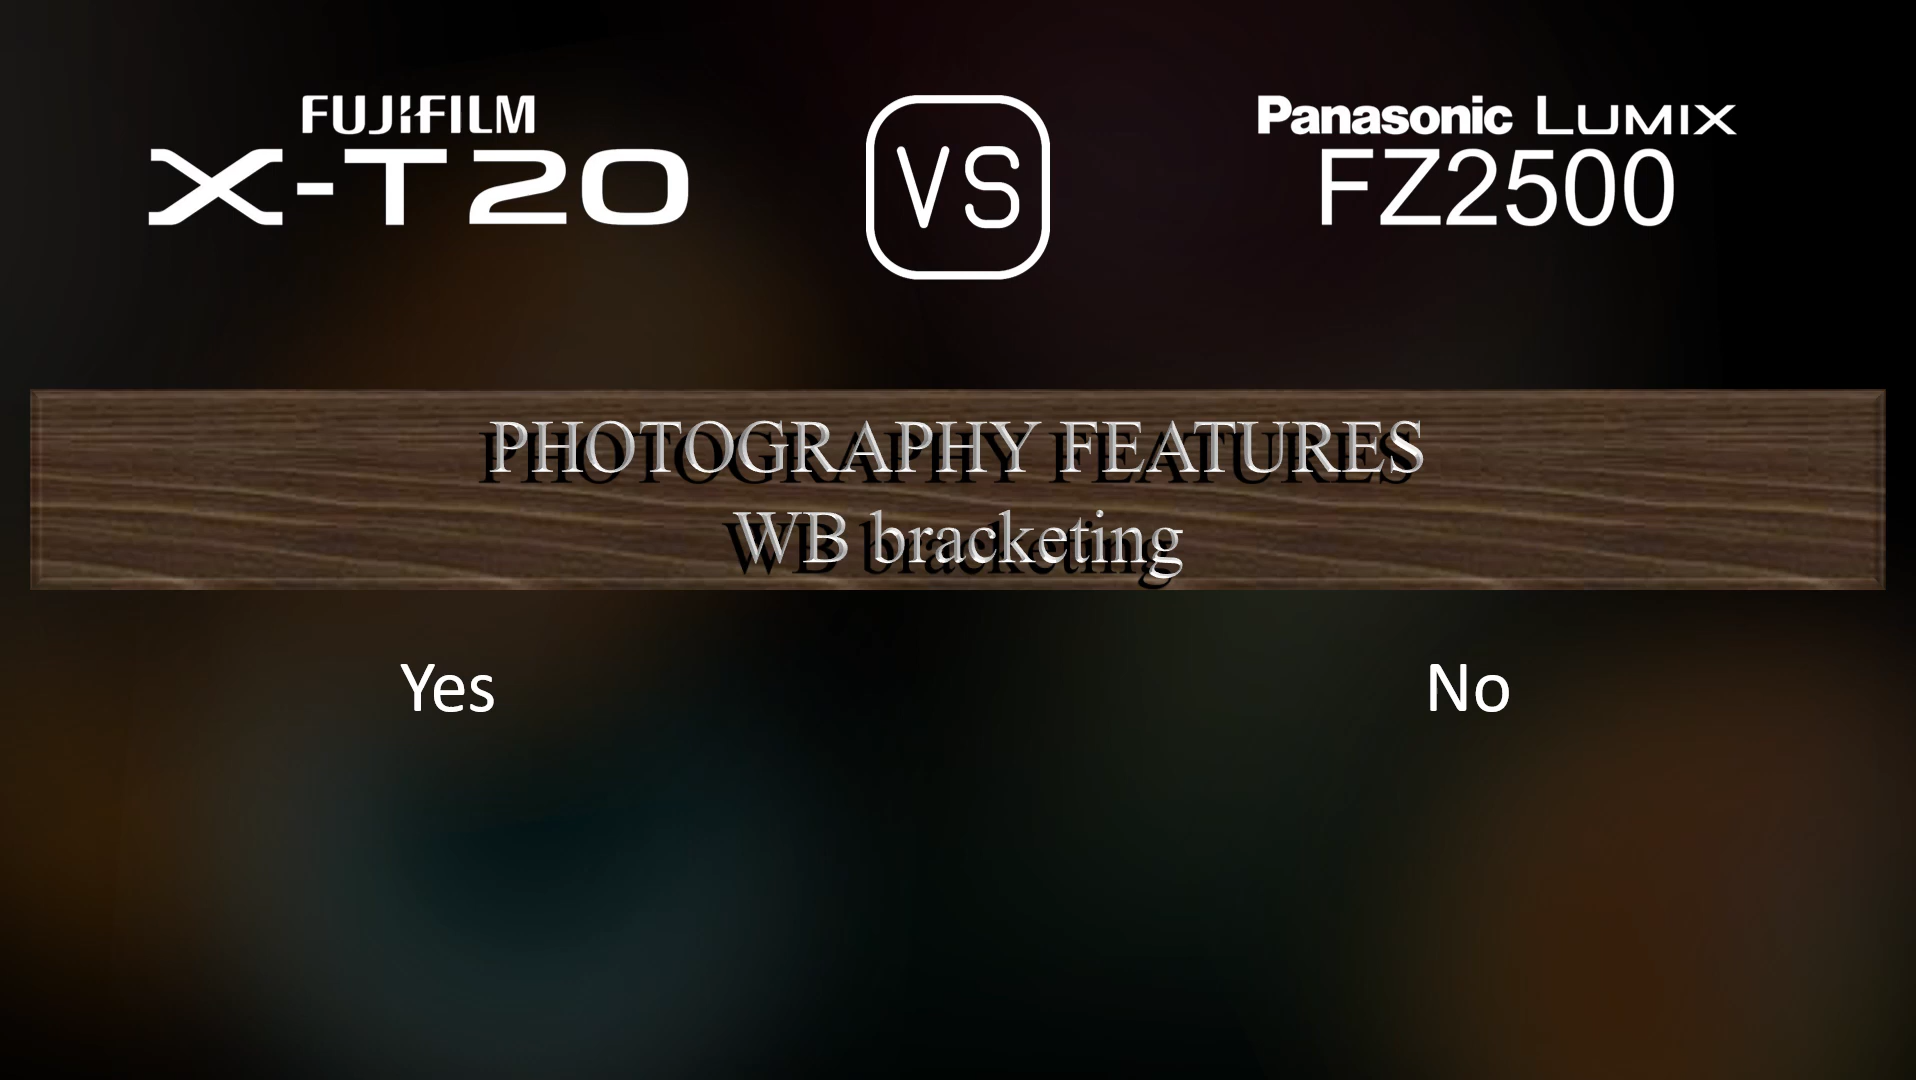 FUJIFILM
X-T20
VS
Panasonic LUMIX
FZ2500
PHOTOGRAPHY FEATURES
WB bracketing
Yes
No